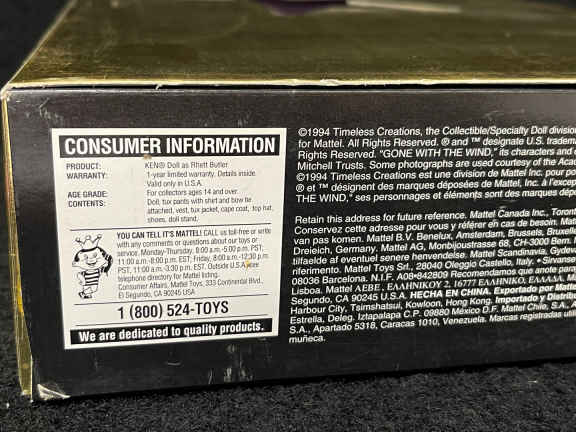 CONSUMER INFORMATION
PRODUCT: KEN® Doll as Rhett Butler
WARRANTY: 1-year limited warranty. Details inside.
Valid only in U.S.A.
AGE GRADE: For collectors ages 14 and over.
CONTENTS: Doll, tux pants with shirt and bow tie
attached, vest, tux jacket, cape coat, top hat,
shoes, doll stand.
YOU CAN TELL IT'S MATTEL! CALL us toll-free or write
with any comments or questions about our toys or
service. Monday-Thursday, 8:00 a.m.-5:00 p.m. PST;
11:00 a.m.-8:00 p.m. EST; Friday, 8:00 a.m.-12:30 p.m.
PST, 11:00 a.m.-3:30 p.m. EST. Outside U.S.A. see
telephone directory for Mattel listing.
Consumer Affairs, Mattel Toys, 333 Continental Blvd.,
El Segundo, CA 90245 USA
1 (800) 524-TOYS
We are dedicated to quality products.
©1994 Timeless Creations, the Collectible/Specialty Doll division
for Mattel. All Rights Reserved. ® and ™ designate U.S. tradema
Rights Reserved. "GONE WITH THE WIND," its characters and
Mitchell Trusts. Some photographs are used courtesy of the Aca
©1994 Timeless Creations est une division de Mattel Inc. pour
® et ™ désignent des marques déposées de Mattel, Inc. à l'excep
THE WIND", ses personnages et éléments sont des marques dépo
Retain this address for future reference. Mattel Canada Inc., Toront
Conservez cette adresse pour vous y référer en cas de besoin. Mat
van pas komen. Mattel B.V. Benelux, Amsterdam, Brussels, Bruxelle
Dreieich, Germany. Mattel AG, Monbijoustrasse 68, CH-3000 Bern.
tilfælde af eventuel senere henvendelse. Mattel Scandinavia, Gydev
riferimento. Mattel Toys Srl., 28040 Oleggio Castello, Italy. • Sírvanse
08036 Barcelona. N.I.F. A08-842809 Recomendamos que anote para
Lisboa. Mattel ΑΕΒΕ, ΕΛΛΗΝΙΚΟΥ 2, 16777 ΕΛΛΗΝΙΚΟ, ΕΛΛΑΔΑ. M
Segundo, CA 90245 U.S.A. HECHA EN CHINA. Exportado por Matte
Harbour City, Tsimshatsui, Kowloon, Hong Kong. Importado y Distrib
Estrella, Deleg. Iztapalapa C.P. 09880 México D.F. Mattel Chile, S.A., A
S.A., Apartado 5318, Caracas 1010, Venezuela. Marcas registradas util
muñeca.